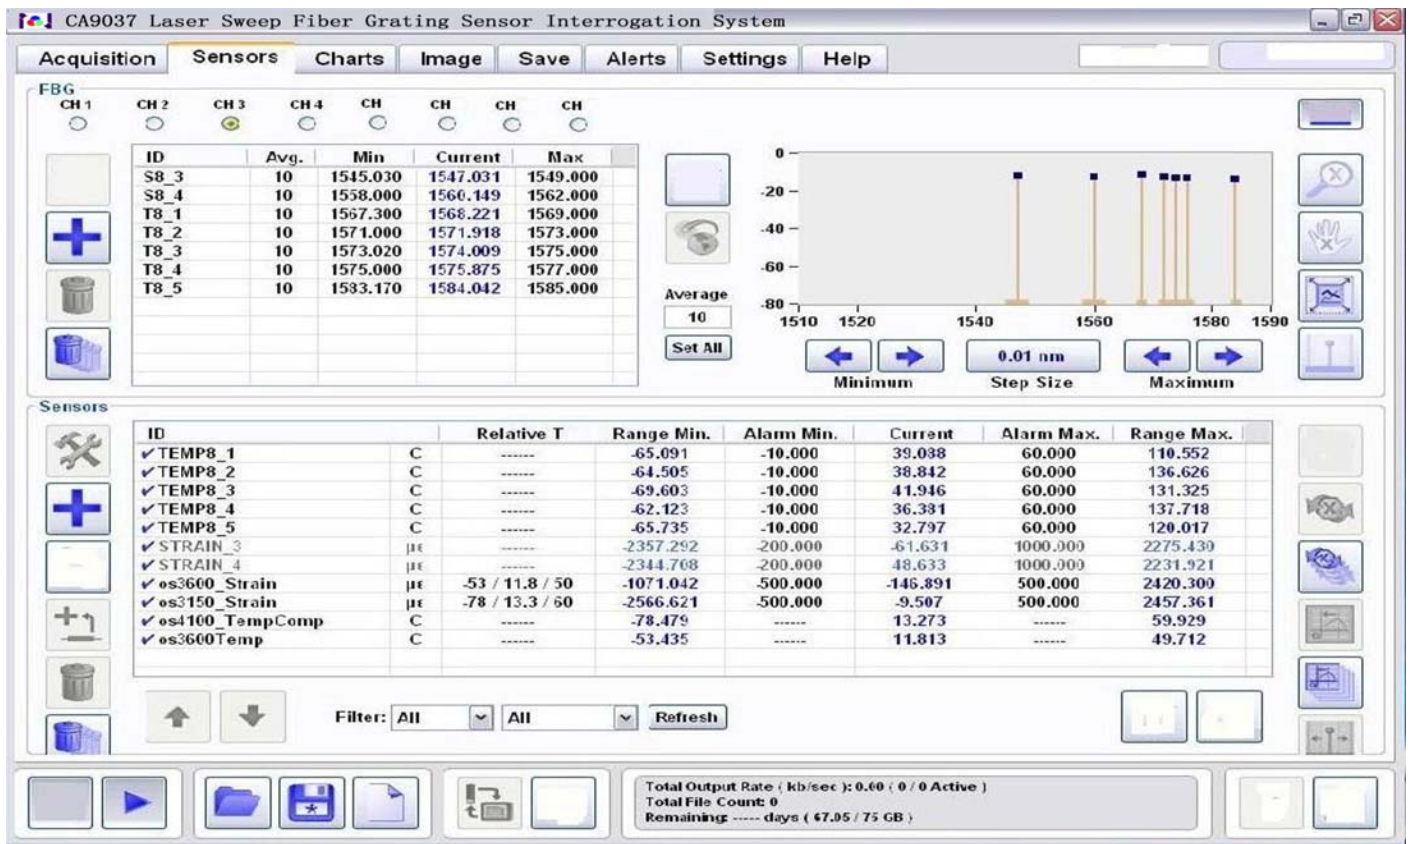 CA9037 Laser Sweep Fiber Grating Sensor Interrogation System
Acquisition Sensors Charts Image Save Alerts Settings Help
FBG
CH 1 CH 2 CH 3 CH 4 CH CH CH CH
ID Avg. Min Current Max
S8_3 10 1545.030 1547.031 1549.000
S8_4 10 1558.000 1560.149 1562.000
T8_1 10 1567.300 1568.221 1569.000
T8_2 10 1571.000 1571.918 1573.000
T8_3 10 1573.020 1574.009 1575.000
T8_4 10 1575.000 1575.875 1577.000
T8_5 10 1583.170 1584.042 1585.000
Average
10
Set All
0
-20
-40
-60
-80
1510 1520 1540 1560 1580 1590
0.01 nm
Minimum Step Size Maximum
Sensors
ID Relative T Range Min. Alarm Min. Current Alarm Max. Range Max.
TEMP8_1 C ------ -65.091 -10.000 39.088 60.000 110.552
TEMP8_2 C ------ -64.505 -10.000 38.842 60.000 136.626
TEMP8_3 C ------ -69.603 -10.000 41.946 60.000 131.325
TEMP8_4 C ------ -62.123 -10.000 36.381 60.000 137.718
TEMP8_5 C ------ -65.735 -10.000 32.797 60.000 120.017
STRAIN_3 µε ------ -2357.292 -200.000 -61.631 1000.000 2275.430
STRAIN_4 µε ------ -2344.708 -200.000 48.633 1000.000 2231.921
os3600_Strain µε -53 / 11.8 / 50 -1071.042 -500.000 -146.891 500.000 2420.300
os3150_Strain µε -78 / 13.3 / 60 -2566.621 -500.000 -9.507 500.000 2457.361
os4100_TempComp C ------ -78.479 ------ 13.273 ------ 59.929
os3600Temp C ------ -53.435 ------ 11.813 ------ 49.712
Filter: All All Refresh
Total Output Rate ( kb/sec ): 0.00 ( 0 / 0 Active )
Total File Count: 0
Remaining: ----- days ( 67.05 / 75 GB )